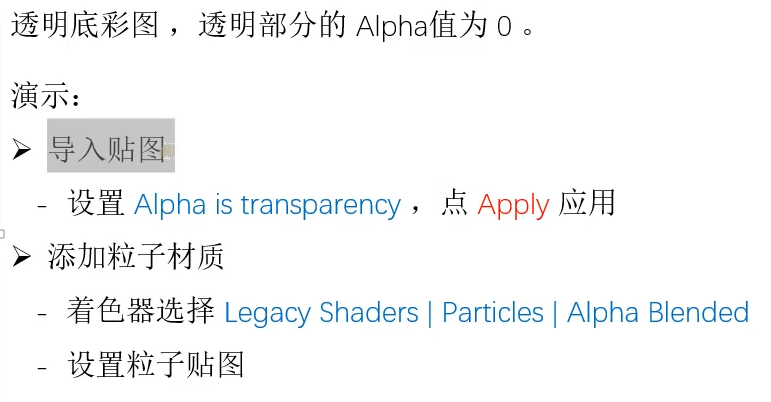 透明底彩图，透明部分的 Alpha值为 0 。
演示：
➢ 导入贴图
- 设置 Alpha is transparency ，点 Apply 应用
➢ 添加粒子材质
- 着色器选择 Legacy Shaders | Particles | Alpha Blended
- 设置粒子贴图